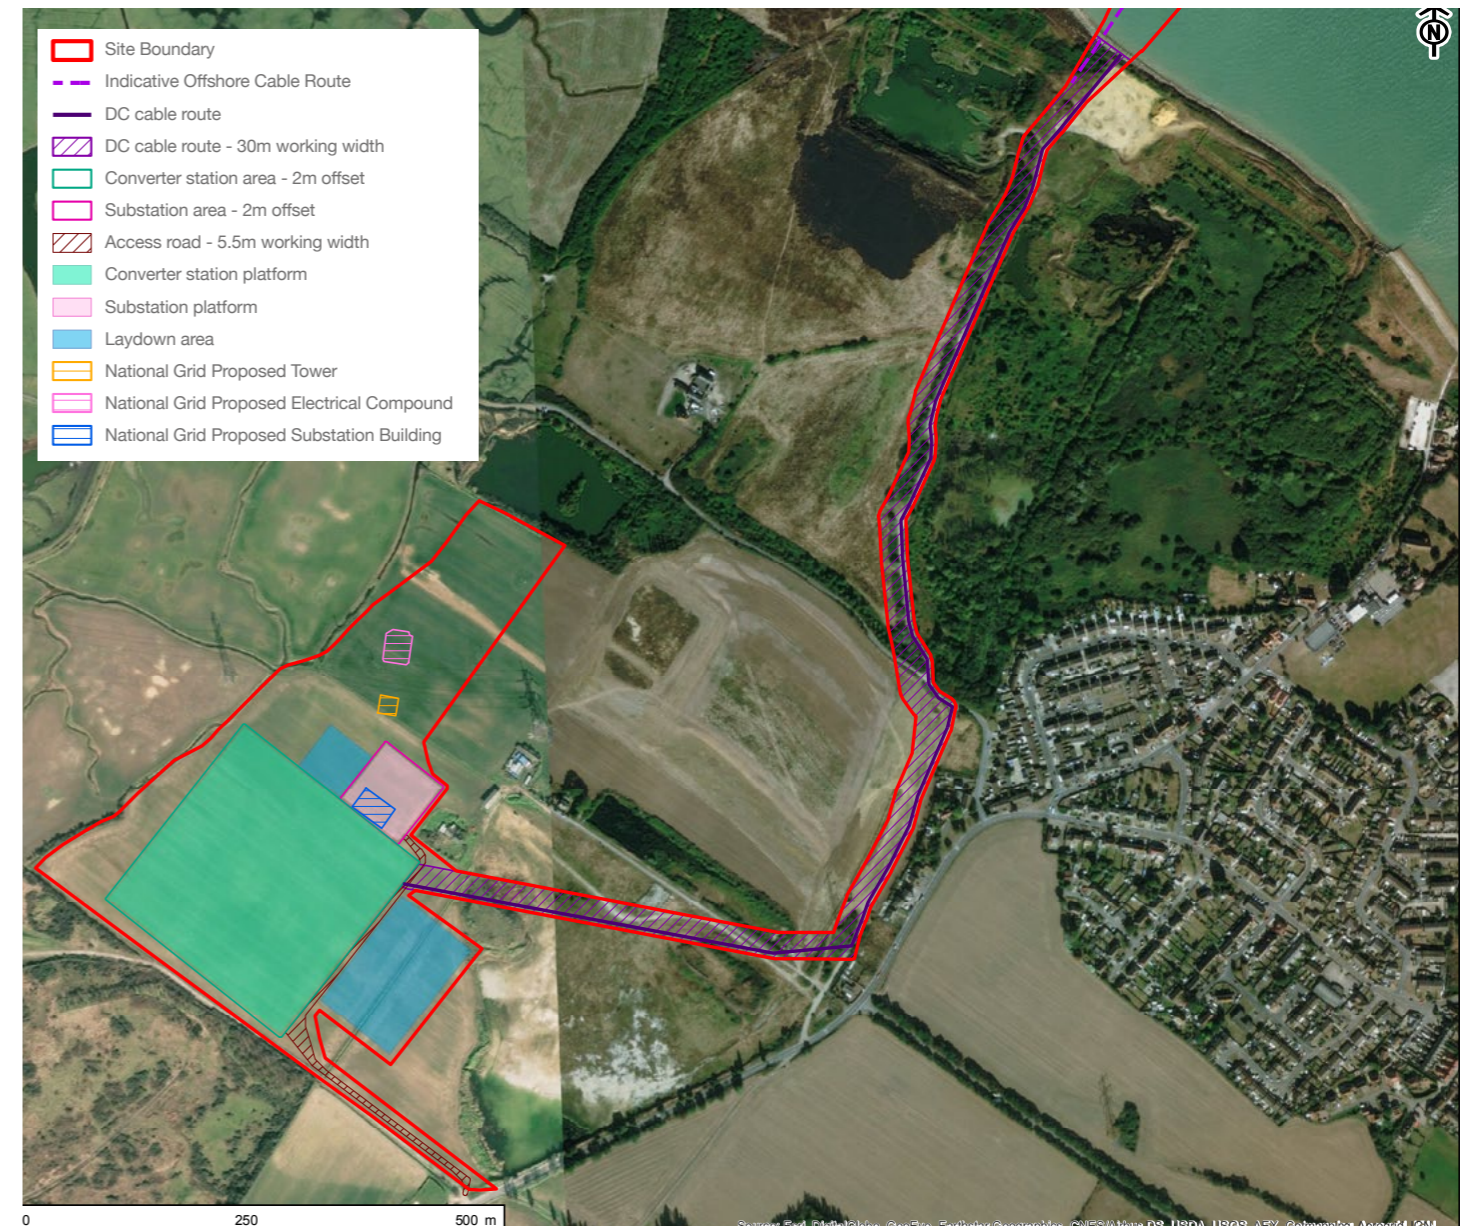 N
Site Boundary
Indicative Offshore Cable Route
DC cable route
DC cable route - 30m working width
Converter station area - 2m offset
Substation area - 2m offset
Access road - 5.5m working width
Converter station platform
Substation platform
Laydown area
National Grid Proposed Tower
National Grid Proposed Electrical Compound
National Grid Proposed Substation Building
0 250 500 m